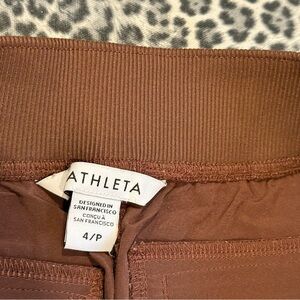 ATHLETA
DESIGNED IN
SAN FRANCISCO
CONÇU À
SAN FRANCISCO
4/P